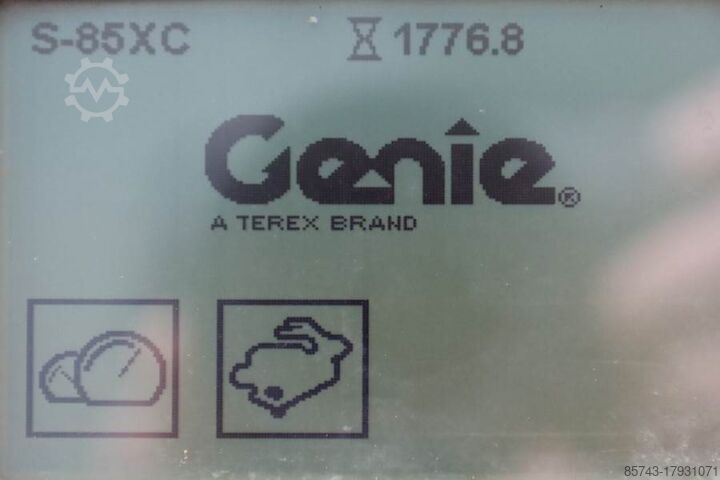 S-85XC 1776.8
Genie®
A TEREX BRAND
85743-17931071